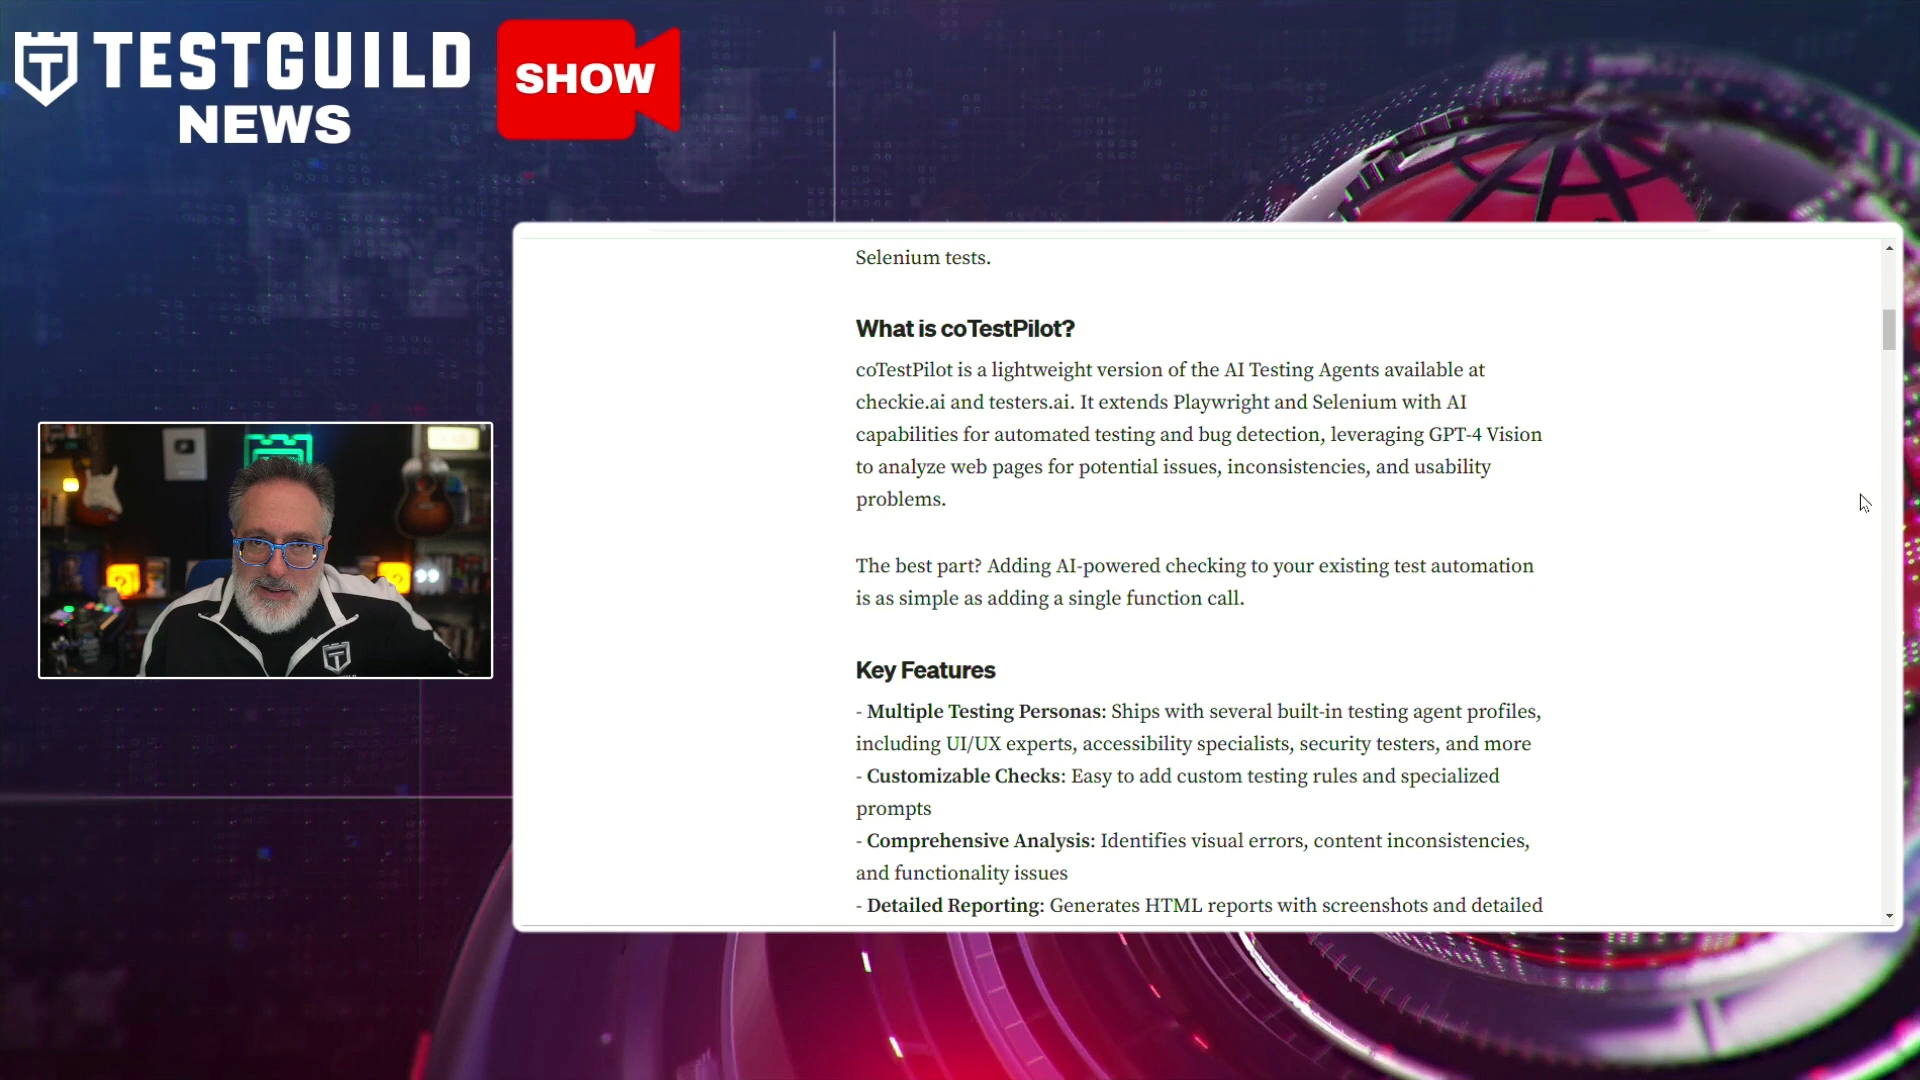 TESTGUILD
NEWS
SHOW
Selenium tests.
What is coTestPilot?
coTestPilot is a lightweight version of the AI Testing Agents available at
checkie.ai and testers.ai. It extends Playwright and Selenium with AI
capabilities for automated testing and bug detection, leveraging GPT-4 Vision
to analyze web pages for potential issues, inconsistencies, and usability
problems.
The best part? Adding AI-powered checking to your existing test automation
is as simple as adding a single function call.
Key Features
- Multiple Testing Personas: Ships with several built-in testing agent profiles,
including UI/UX experts, accessibility specialists, security testers, and more
- Customizable Checks: Easy to add custom testing rules and specialized
prompts
- Comprehensive Analysis: Identifies visual errors, content inconsistencies,
and functionality issues
- Detailed Reporting: Generates HTML reports with screenshots and detailed